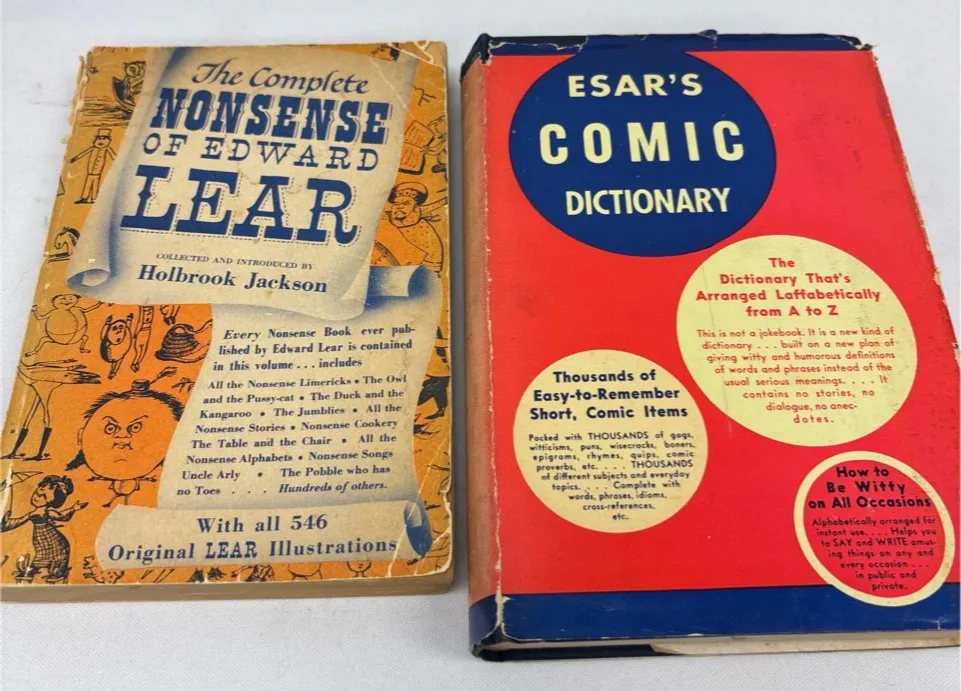 The Complete
NONSENSE
OF EDWARD
LEAR
COLLECTED AND INTRODUCED BY
Holbrook Jackson
Every Nonsense Book ever pub-
lished by Edward Lear is contained
in this volume . . . includes
All the Nonsense Limericks • The Owl
and the Pussy-cat • The Duck and the
Kangaroo • The Jumblies • All the
Nonsense Stories • Nonsense Cookery
The Table and the Chair • All the
Nonsense Alphabets • Nonsense Songs
Uncle Arly • The Pobble who has
no Toes . . . Hundreds of others.
With all 546
Original LEAR Illustrations
ESAR'S
COMIC
DICTIONARY
The
Dictionary That's
Arranged Laffabetically
from A to Z
This is not a jokebook. It is a new kind of
dictionary . . . built on a new plan of
giving witty and humorous definitions
of words and phrases instead of the
usual serious meanings. . . . It
contains no stories, no
dialogue, no anec-
dotes.
Thousands of
Easy-to-Remember
Short, Comic Items
Packed with THOUSANDS of gags,
witticisms, puns, wisecracks, boners,
epigrams, rhymes, quips, comic
proverbs, etc. . . . THOUSANDS
of different subjects and everyday
topics. . . . Complete with
words, phrases, idioms,
cross-references,
etc.
How to
Be Witty
on All Occasions
Alphabetically arranged for
instant use. . . . Helps you
to SAY and WRITE amus-
ing things on any and
every occasion . . .
in public and
private.